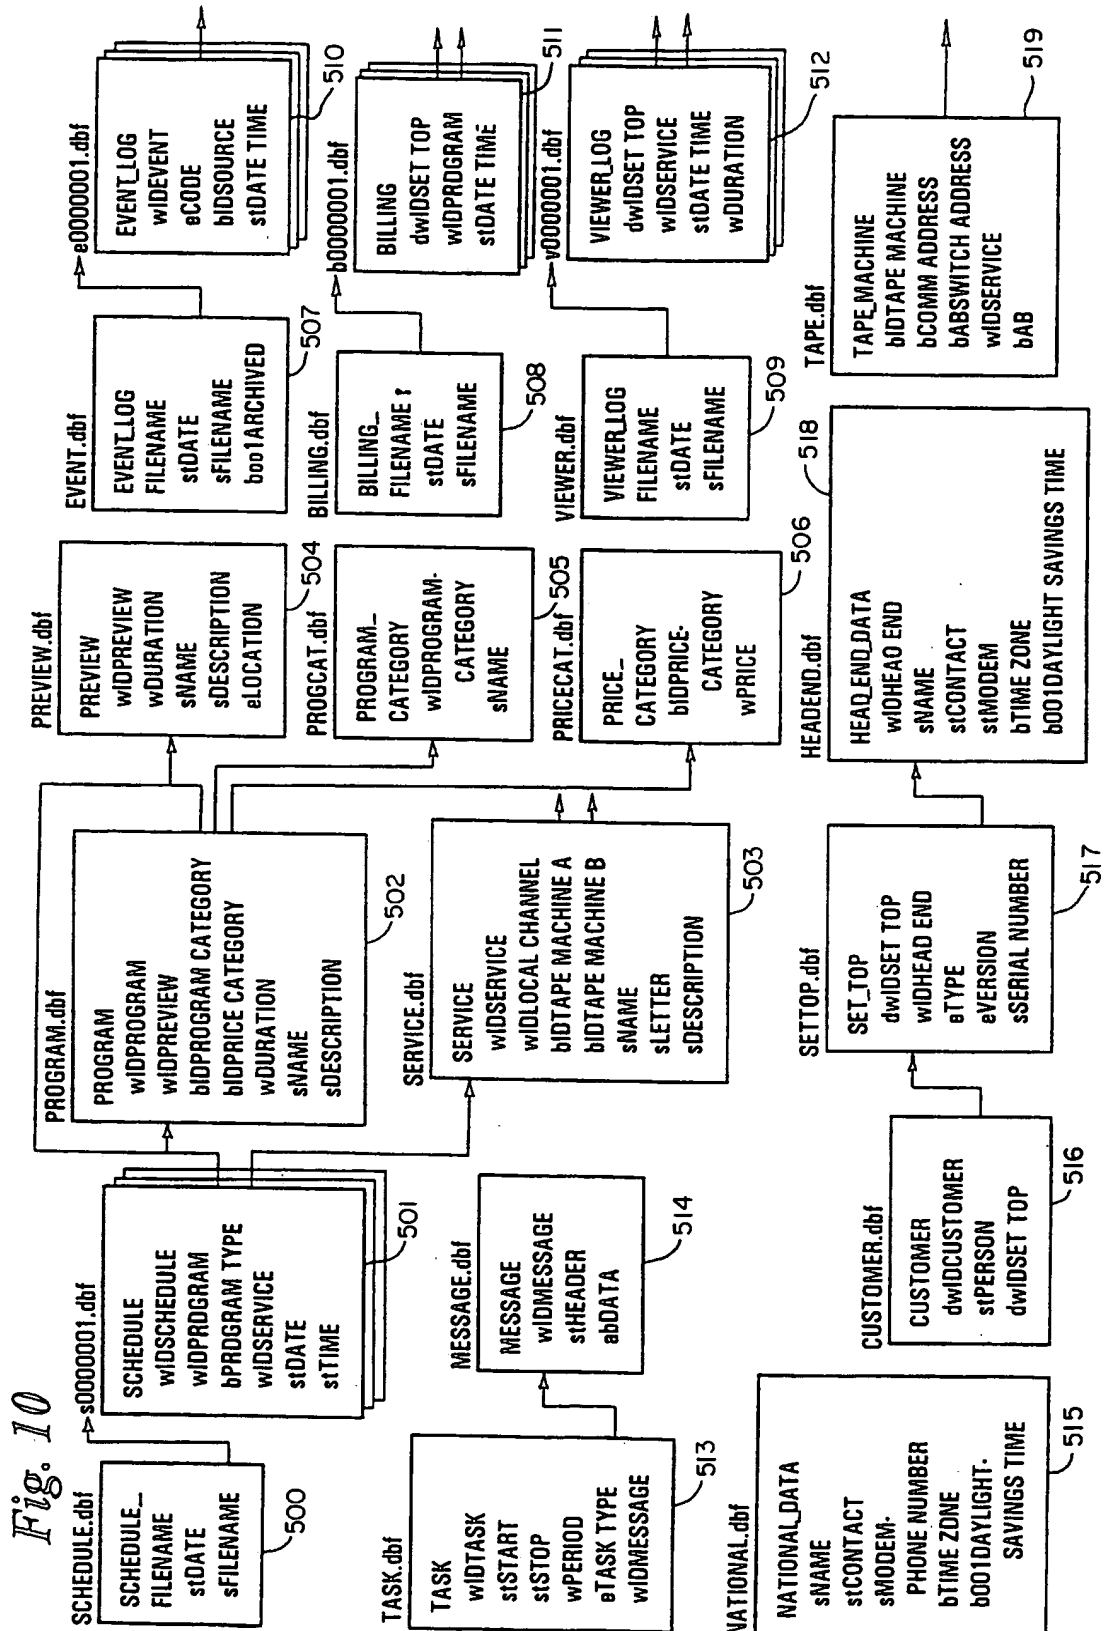 Fig. 10
SCHEDULE.dbf
SCHEDULE_
FILENAME
stDATE
sFILENAME
500
s0000001.dbf
SCHEDULE
wIDSCHEDULE
wIDPRDGRAM
bPRDGRAM TYPE
wIDSERVICE
stDATE
stTIME
501
PROGRAM.dbf
PROGRAM
wIDPROGRAM
wIDPREVIEW
bIDPROGRAM CATEGORY
bIDPRICE CATEGORY
wDURATION
sNAME
sDESCRIPTION
502
PREVIEW.dbf
PREVIEW
wIDPREVIEW
wDURATION
sNAME
sDESCRIPTION
eLOCATION
504
EVENT.dbf
EVENT_LOG
FILENAME
stDATE
sFILENAME
boo1ARCHIVED
507
e0000001.dbf
EVENT_LOG
wIDEVENT
eCODE
bIDSOURCE
stDATE TIME
510
PROGCAT.dbf
PROGRAM_
CATEGORY
wIDPROGRAM-
CATEGORY
sNAME
505
BILLING.dbf
BILLING_
FILENAME
stDATE
sFILENAME
508
b0000001.dbf
BILLING
dwIDSET TOP
wIDPRDGRAM
stDATE TIME
511
TASK.dbf
TASK
wIDTASK
stSTART
stSTOP
wPERIOD
eTASK TYPE
wIDMESSAGE
513
MESSAGE.dbf
MESSAGE
wIDMESSAGE
stHEADER
abDATA
514
SERVICE.dbf
SERVICE
wIDSERVICE
wIDLOCAL CHANNEL
bIDTAPE MACHINE A
bIDTAPE MACHINE B
sNAME
sLETTER
sDESCRIPTION
503
PRICECAT.dbf
PRICE_
CATEGORY
bIDPRICE-
CATEGORY
wPRICE
506
VIEWER.dbf
VIEWER_LOG
FILENAME
stDATE
sFILENAME
509
v0000001.dbf
VIEWER_LOG
dwIDSET TOP
wIDSERVICE
stDATE TIME
wDURATION
512
NATIONAL.dbf
NATIONAL_DATA
sNAME
stCONTACT
sMODEM-
PHONE NUMBER
bTIME ZONE
b001DAYLIGHT-
SAVINGS TIME
515
CUSTOMER.dbf
CUSTOMER
dwIDCUSTOMER
stPERSON
dwIDSET TOP
516
SETTOP.dbf
SET_TOP
dwIDSET TOP
wIDHEAD END
eTYPE
eVERSION
sSERIAL NUMBER
517
HEADEND.dbf
HEAD_END_DATA
wIOHEAO END
sNAME
stCONTACT
stMODEM
bTIME ZONE
b001DAYLIGHT SAVINGS TIME
518
TAPE.dbf
TAPE_MACHINE
bIDTAPE MACHINE
bCOMM ADDRESS
bABSWITCH ADDRESS
wIDSERVICE
bAB
519